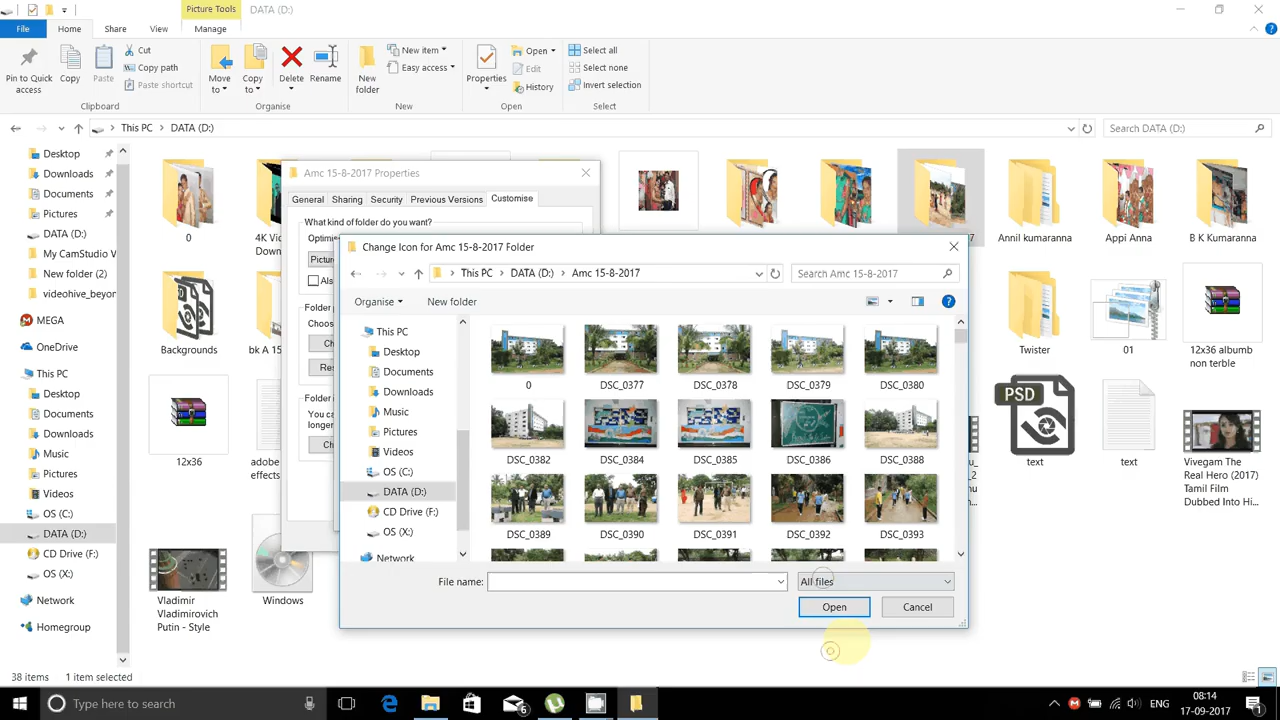 Picture Tools
DATA (D:)
File
Home
Share
View
Manage
Pin to Quick access
Copy
Paste
Cut
Copy path
Paste shortcut
Clipboard
Move to
Copy to
Delete
Rename
Organise
New folder
New item
Easy access
New
Properties
Open
Edit
History
Open
Select all
Select none
Invert selection
Select
This PC
DATA (D:)
Search DATA (D:)
Desktop
Downloads
Documents
Pictures
DATA (D:)
My CamStudio V
New folder (2)
videohive_beyon
MEGA
OneDrive
This PC
Desktop
Documents
Downloads
Music
Pictures
Videos
OS (C:)
DATA (D:)
CD Drive (F:)
OS (X:)
Network
Homegroup
0
4K Vid
Down
Annil kumaranna
Appi Anna
B K Kumaranna
Backgrounds
bk A 15
Twister
01
12x36 albumb
non terble
12x36
adobe
effects
PSD
text
text
Vivegam The
Real Hero (2017)
Tamil Film
Dubbed Into Hi...
Vladimir
Vladimirovich
Putin - Style
Windows
Amc 15-8-2017 Properties
General
Sharing
Security
Previous Versions
Customise
What kind of folder do you want?
Optimi
Pictur
Als
Folder
Choos
Ch
Res
Folder
You ca
longer
Ch
Change Icon for Amc 15-8-2017 Folder
This PC
DATA (D:)
Amc 15-8-2017
Search Amc 15-8-2017
Organise
New folder
This PC
Desktop
Documents
Downloads
Music
Pictures
Videos
OS (C:)
DATA (D:)
CD Drive (F:)
OS (X:)
Network
0
DSC_0377
DSC_0378
DSC_0379
DSC_0380
DSC_0382
DSC_0384
DSC_0385
DSC_0386
DSC_0388
DSC_0389
DSC_0390
DSC_0391
DSC_0392
DSC_0393
File name:
All files
Open
Cancel
38 items
1 item selected
Type here to search
6
ENG
08:14
17-09-2017
1